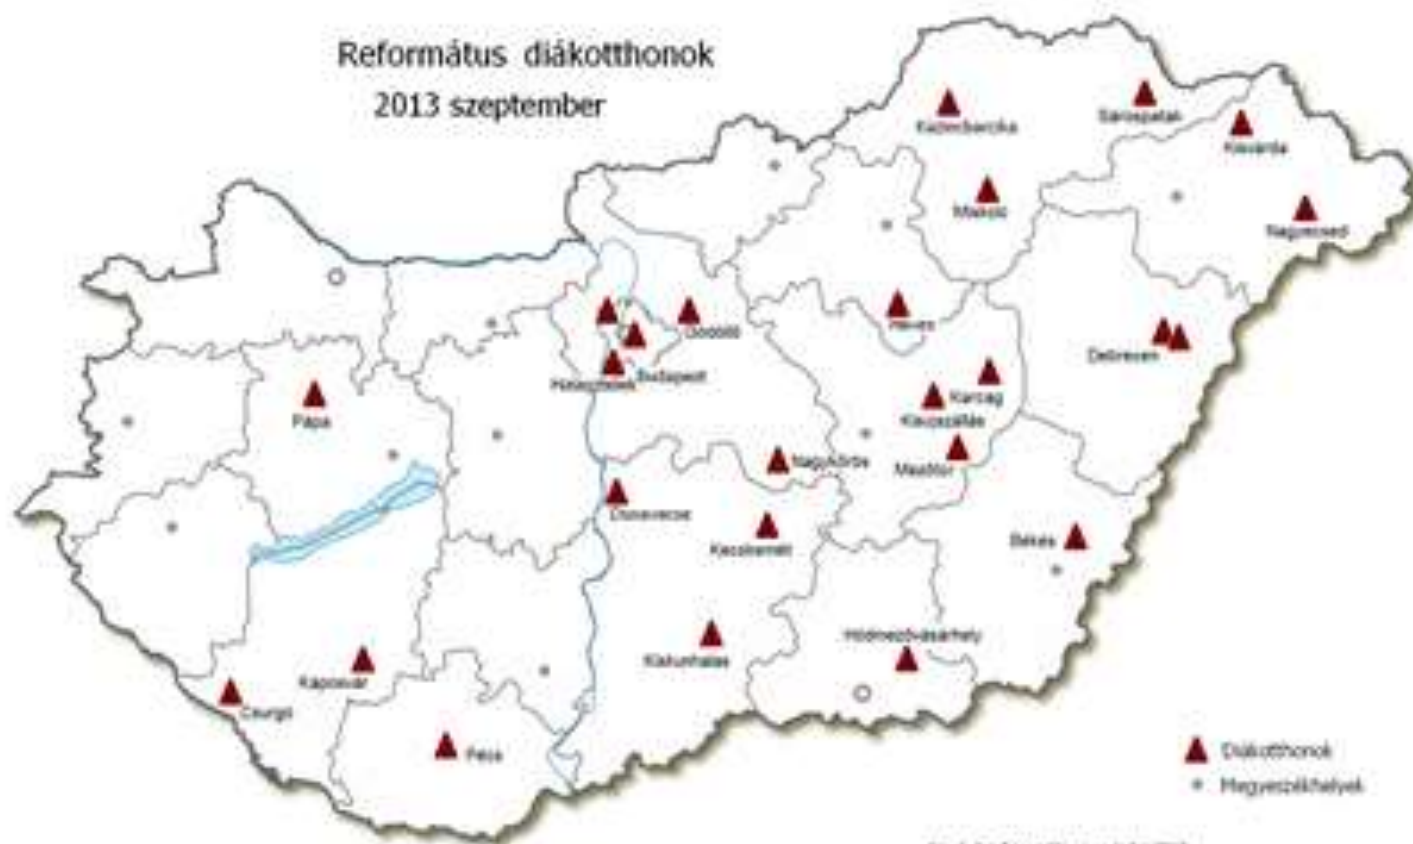 Református diákotthonok
2013 szeptember
Kazincbarcika
Sárospatak
Kisvárda
Miskolc
Nagyecsed
Gödöllő
Heves
Debrecen
Budapest
Pápa
Karcag
Kisújszállás
Mezőtúr
Nagykőrös
Dunavecse
Kecskemét
Békés
Hódmezővásárhely
Kiskunhalas
Kaposvár
Csurgó
Pécs
Diákotthonok
Megyeszékhelyek